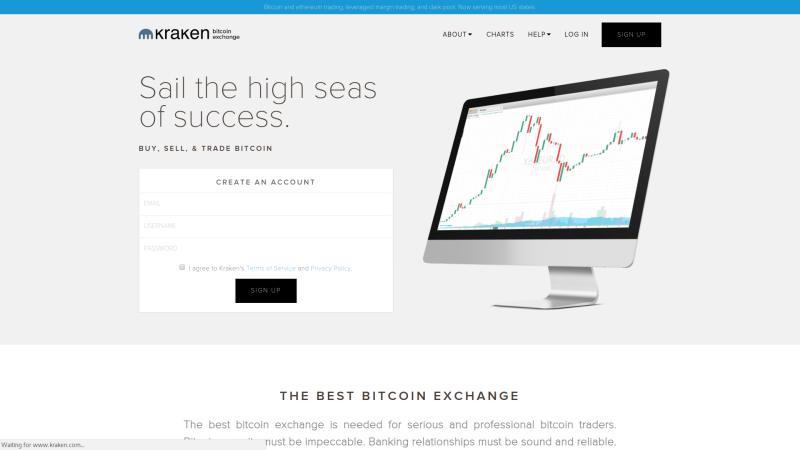 Bitcoin and ethereum trading, leveraged margin trading, and dark pool. Now serving most US states.
kraken bitcoin exchange
ABOUT CHARTS HELP LOG IN SIGN UP
Sail the high seas
of success.
BUY, SELL, & TRADE BITCOIN
CREATE AN ACCOUNT
EMAIL
USERNAME
PASSWORD
I agree to Kraken's Terms of Service and Privacy Policy.
SIGN UP
THE BEST BITCOIN EXCHANGE
The best bitcoin exchange is needed for serious and professional bitcoin traders.
must be impeccable. Banking relationships must be sound and reliable.
Waiting for www.kraken.com...